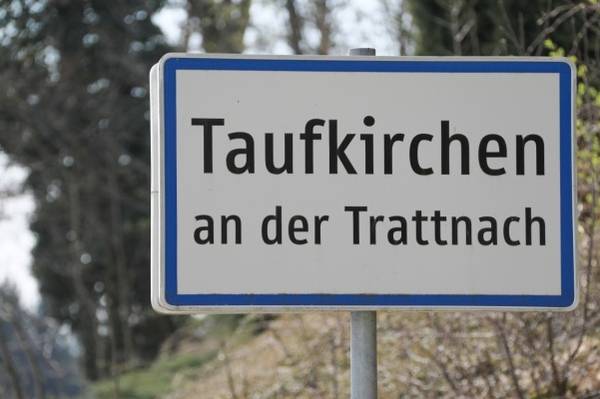 Taufkirchen
an der Trattnach